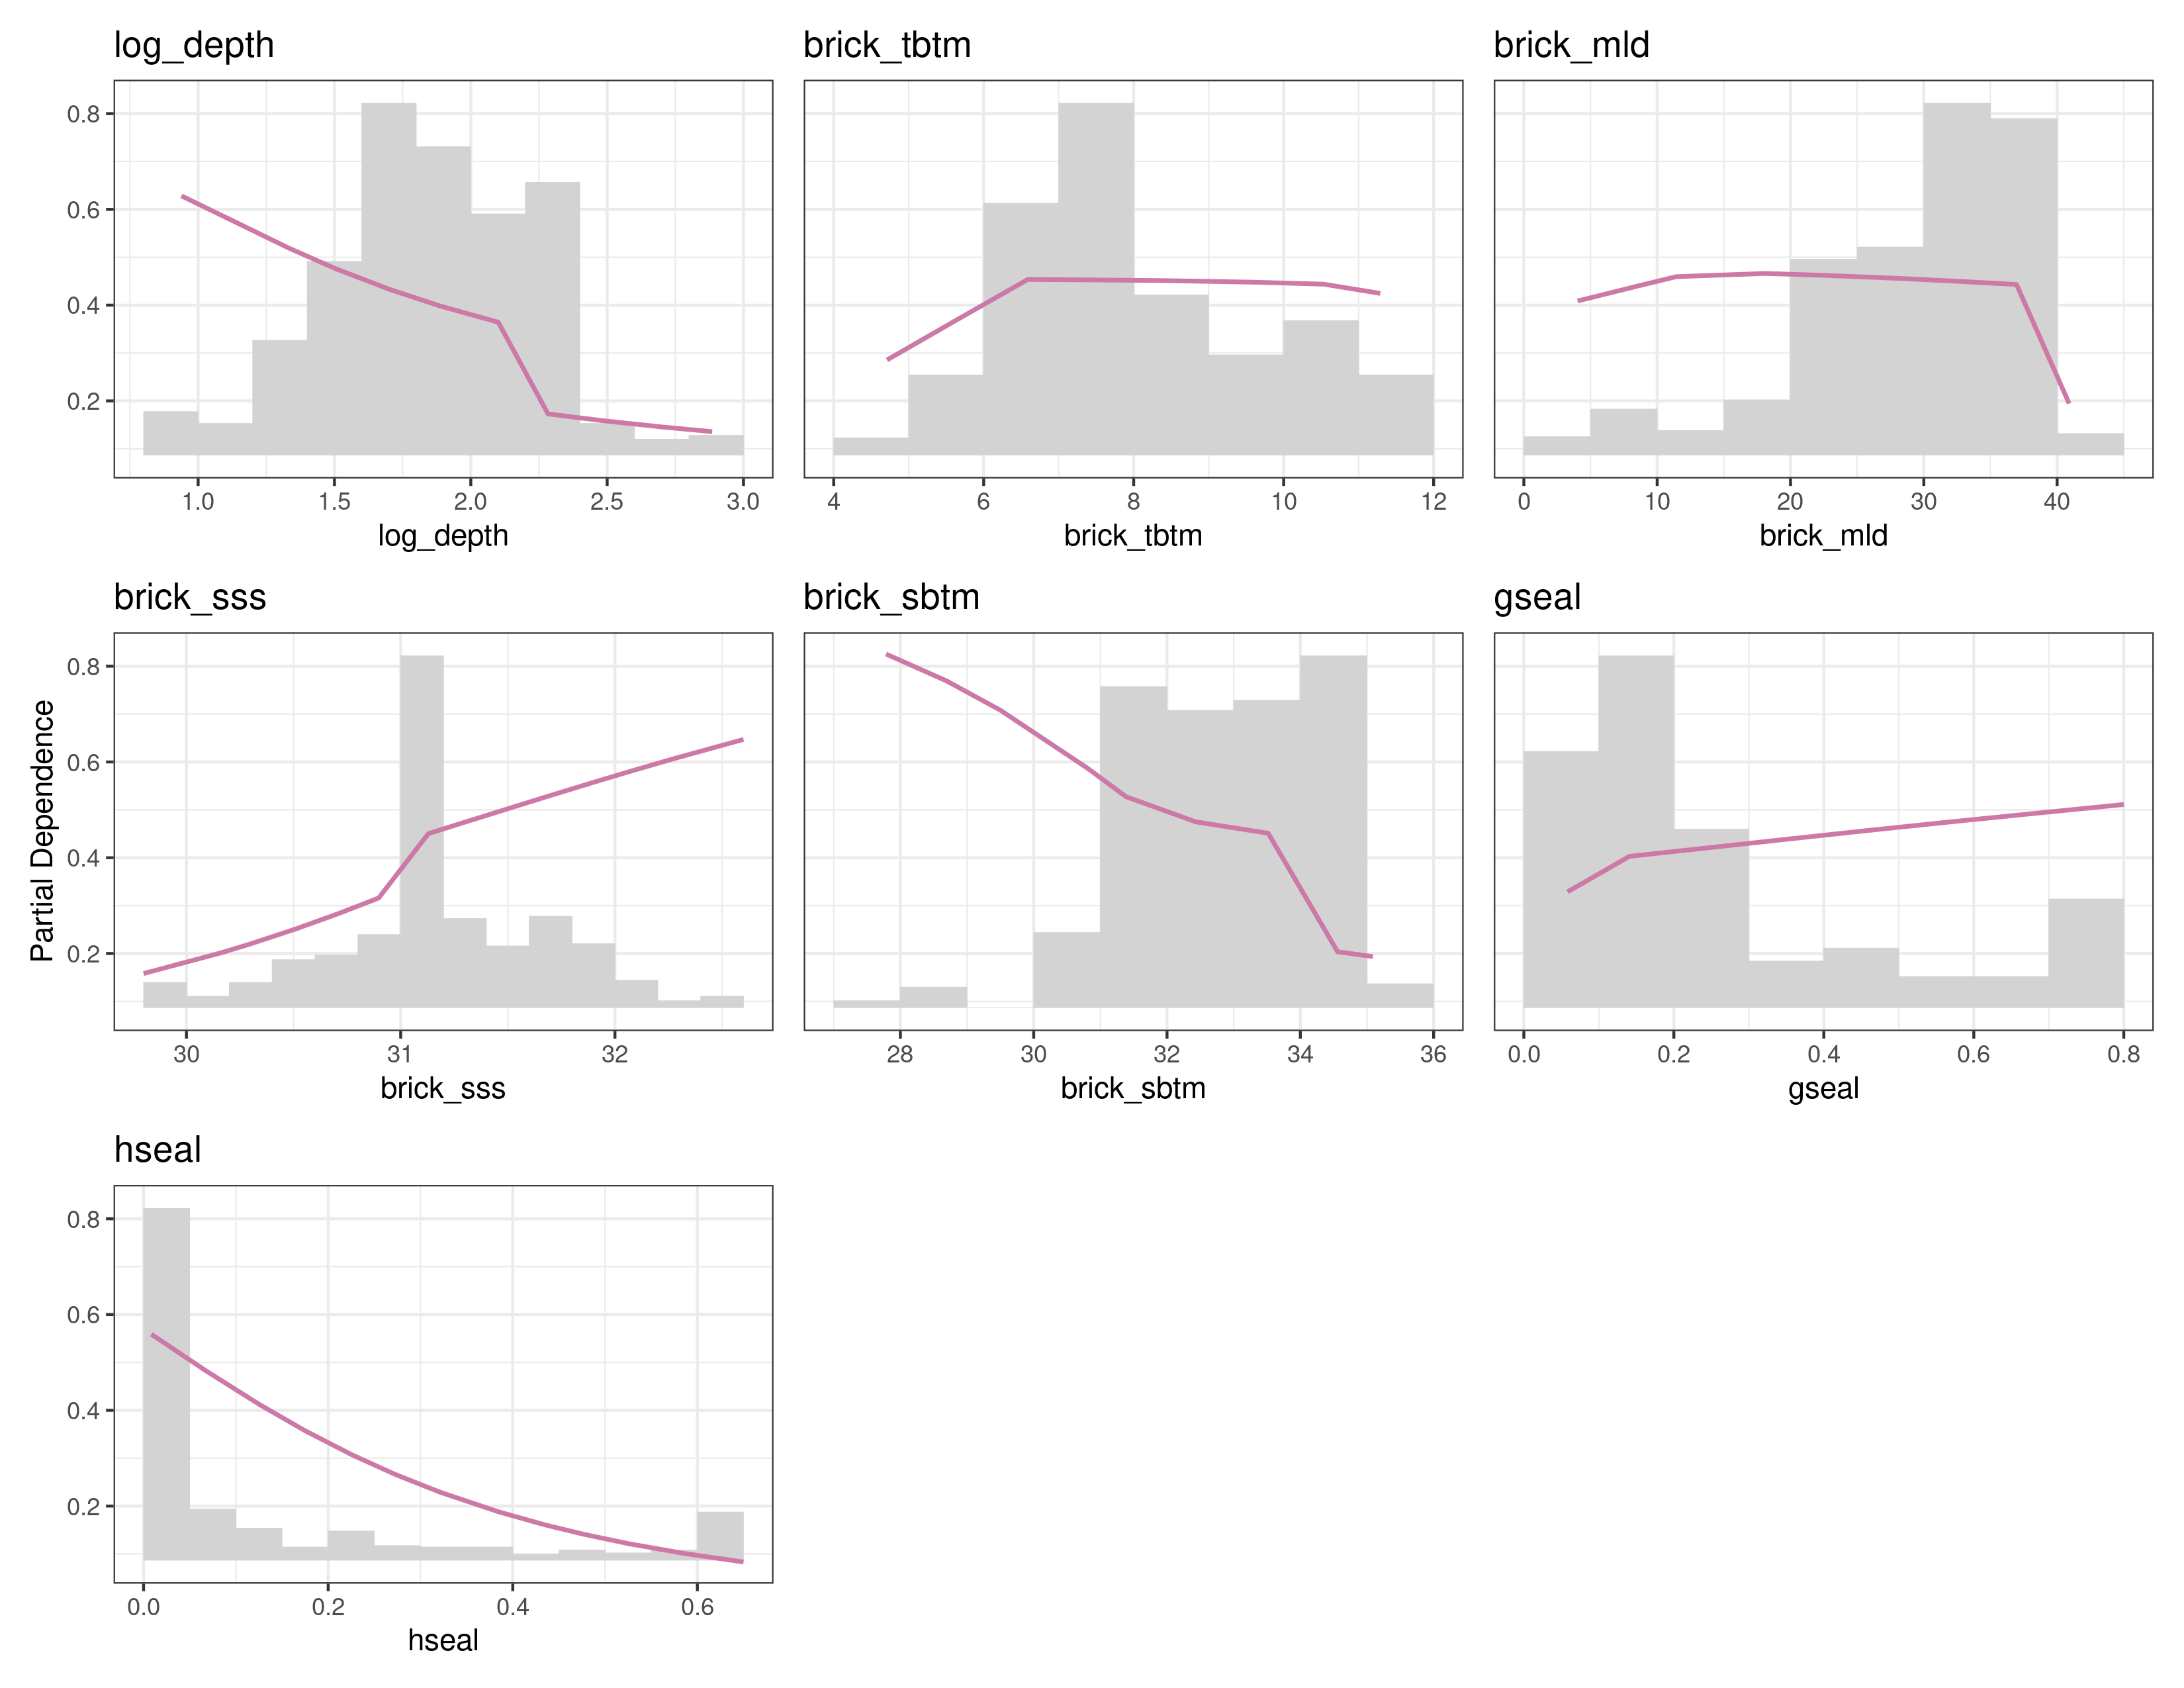 log_depth brick_tbtm brick_mld
0.8
0.6
0.4
0.2
1.0 1.5 2.0 2.5 3.0 4 6 8 10 12 0 10 20 30 40
log_depth brick_tbtm brick_mld
brick_sss brick_sbtm gseal
Partial Dependence
0.8
0.6
0.4
0.2
30 31 32 28 30 32 34 36 0.0 0.2 0.4 0.6 0.8
brick_sss brick_sbtm gseal
hseal
0.8
0.6
0.4
0.2
0.0 0.2 0.4 0.6
hseal